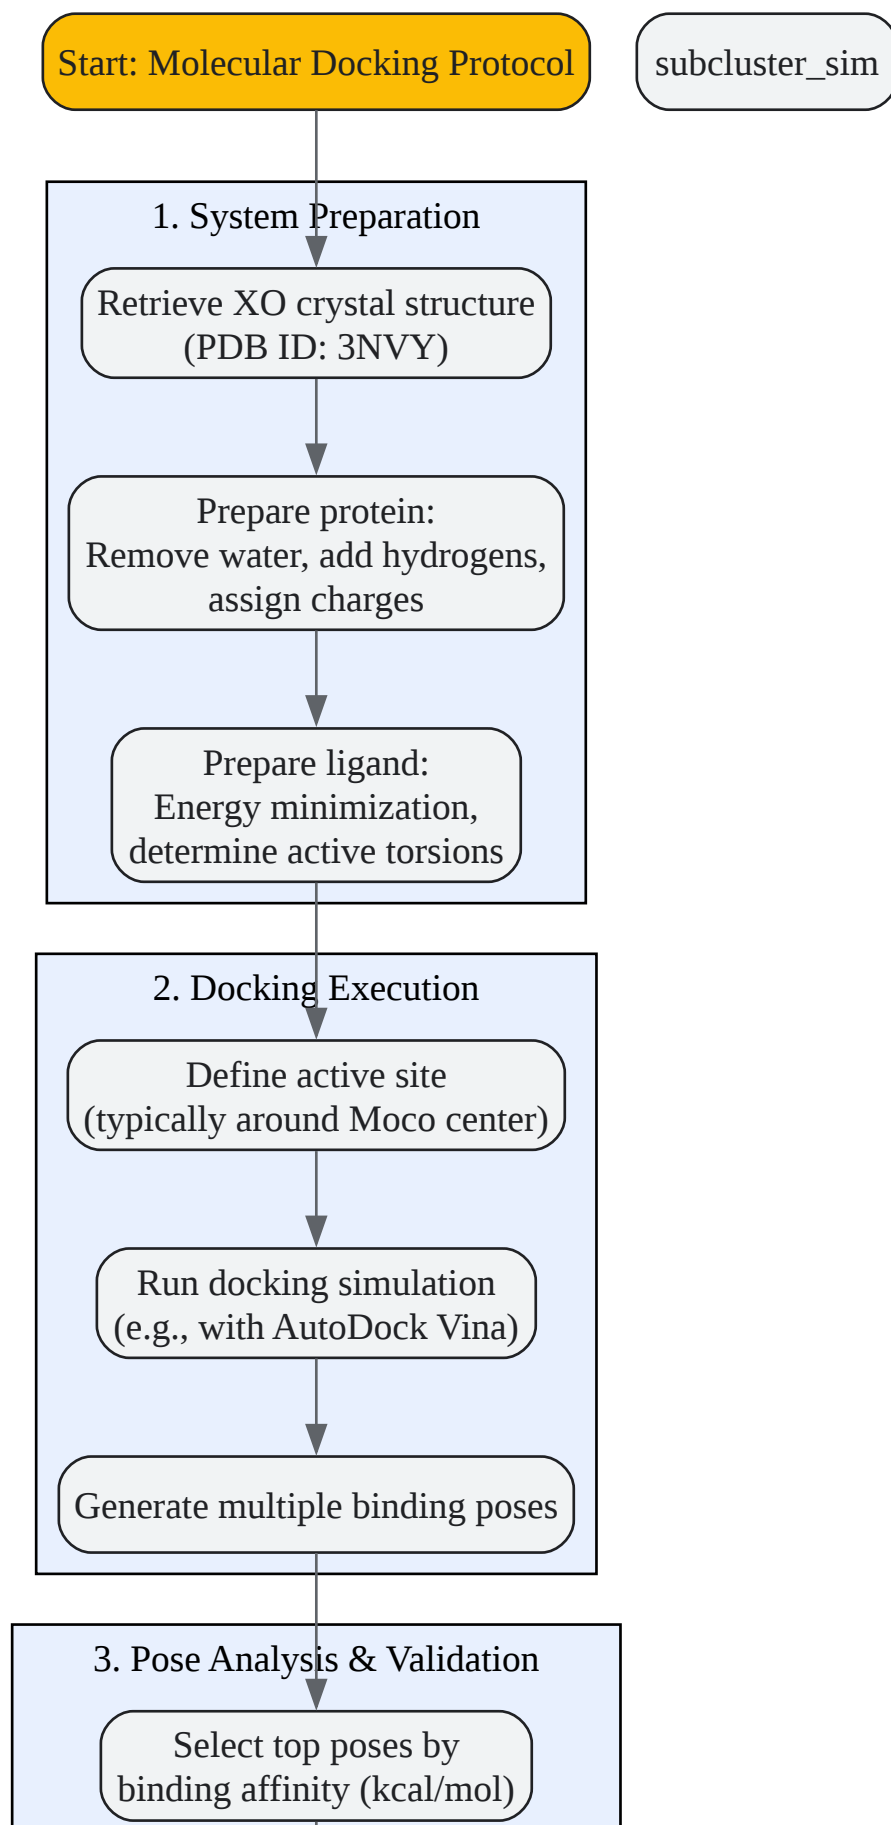 Start: Molecular Docking Protocol
subcluster_sim
1. System Preparation
Retrieve XO crystal structure
(PDB ID: 3NVY)
Prepare protein:
Remove water, add hydrogens,
assign charges
Prepare ligand:
Energy minimization,
determine active torsions
2. Docking Execution
Define active site
(typically around Moco center)
Run docking simulation
(e.g., with AutoDock Vina)
Generate multiple binding poses
3. Pose Analysis & Validation
Select top poses by
binding affinity (kcal/mol)